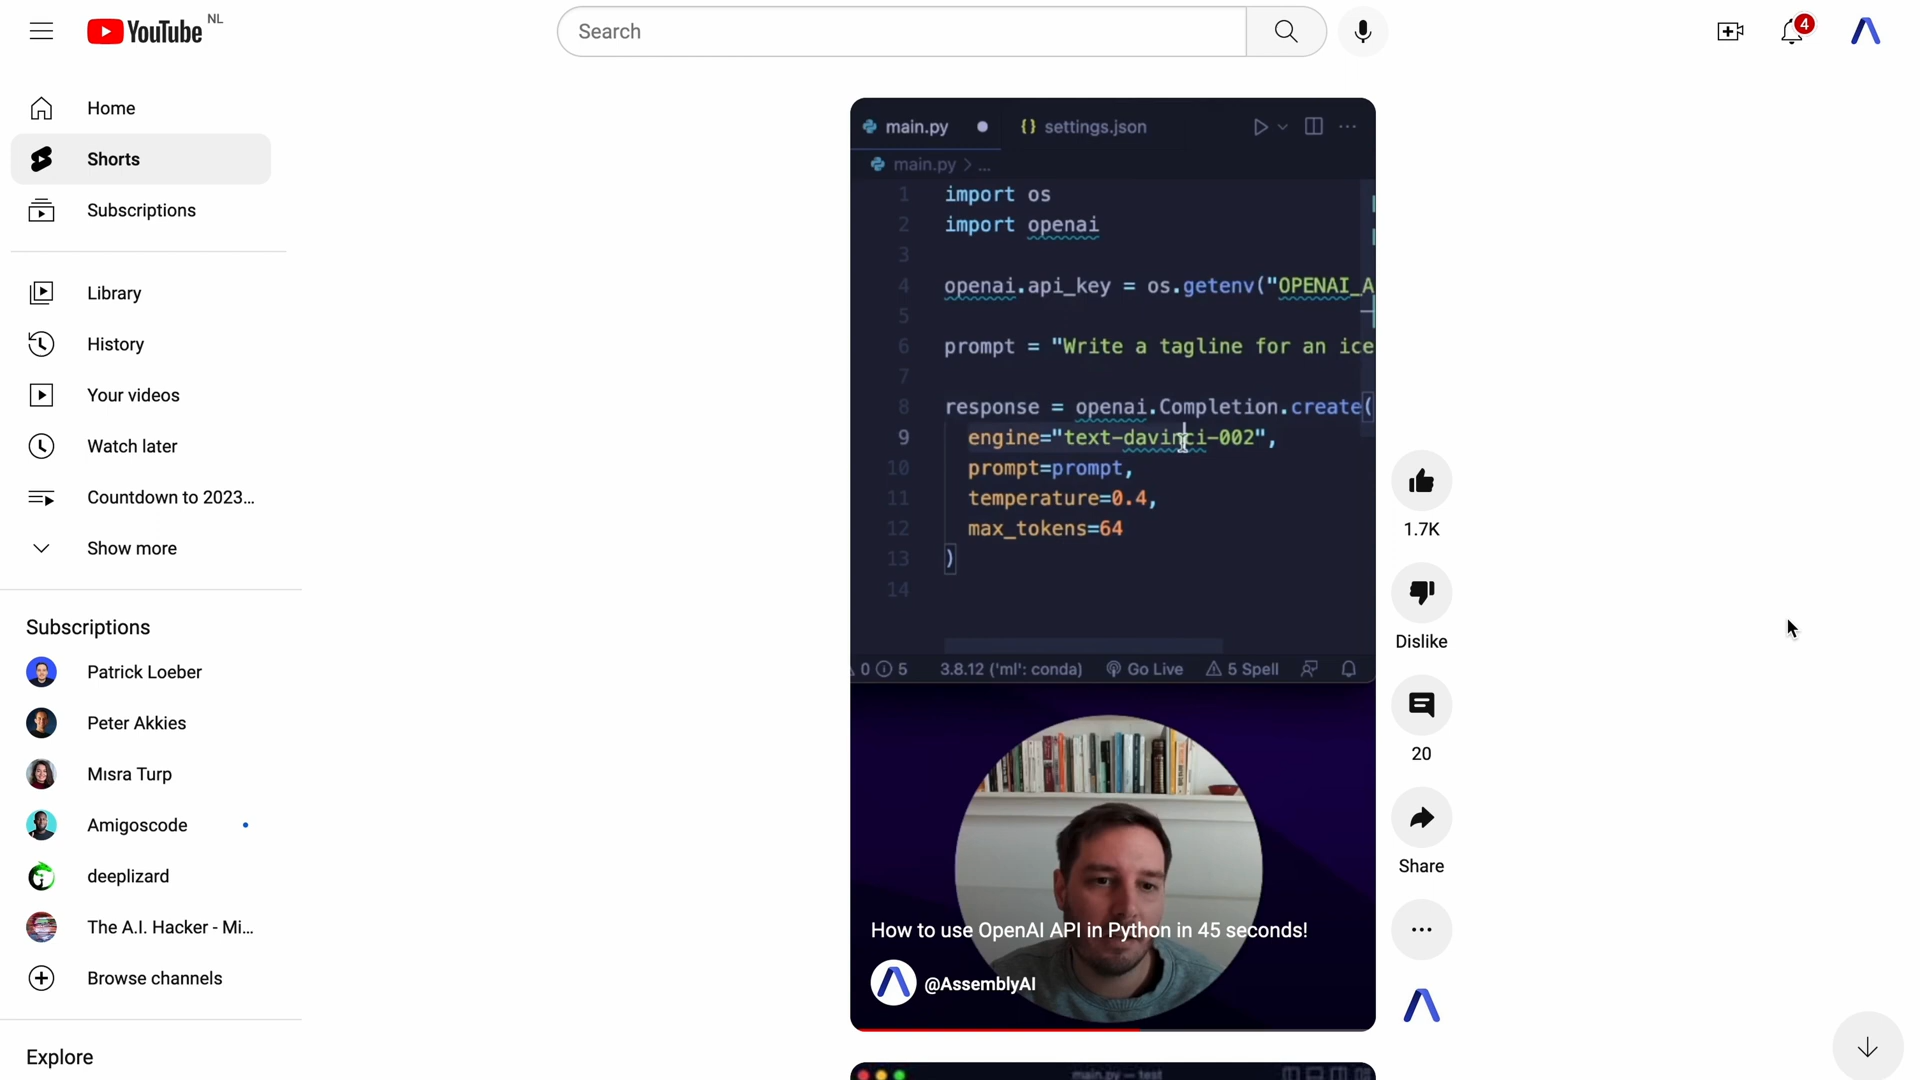 YouTube NL
Search
4
Home
Shorts
Subscriptions
Library
History
Your videos
Watch later
Countdown to 2023...
Show more
Subscriptions
Patrick Loeber
Peter Akkies
Mısra Turp
Amigoscode
deeplizard
The A.I. Hacker - Mi...
Browse channels
Explore
main.py
{} settings.json
main.py > ...
1 import os
2 import openai
3
4 openai.api_key = os.getenv("OPENAI_A
5
6 prompt = "Write a tagline for an ice
7
8 response = openai.Completion.create(
9 engine="text-davinci-002",
10 prompt=prompt,
11 temperature=0.4,
12 max_tokens=64
13 )
14
0 5 3.8.12 ('ml': conda) Go Live 5 Spell
How to use OpenAI API in Python in 45 seconds!
@AssemblyAI
1.7K
Dislike
20
Share
main.py — test